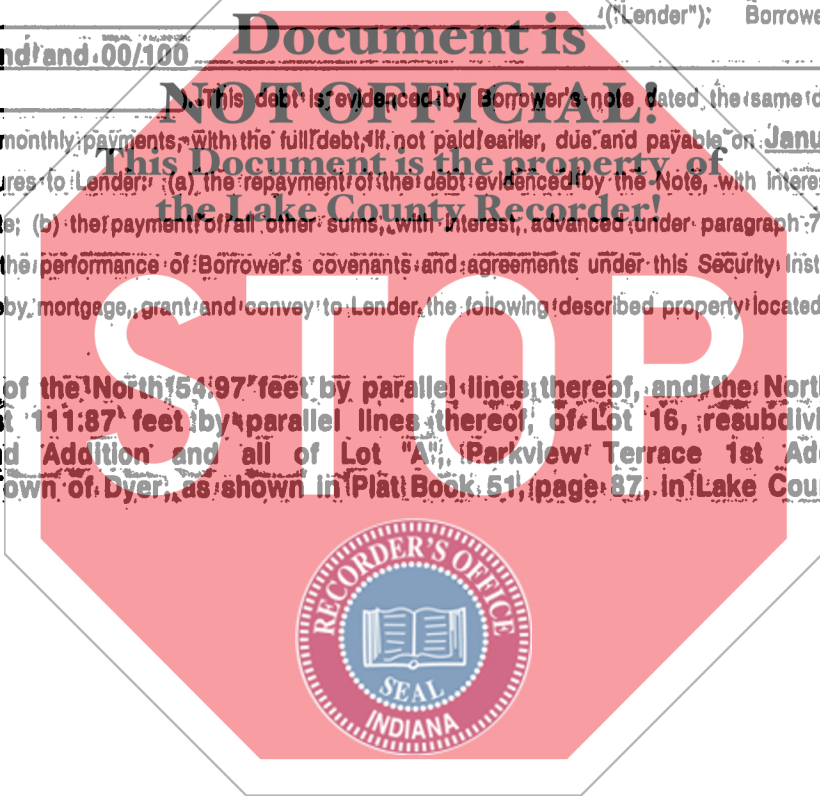 ("Lender"): Borrowe
nd and 00/100
Document is
NOT OFFICIAL!
This Document is the property of
the Lake County Recorder!
). This debt is evidenced by Borrower's note dated the same d
monthly payments, with the full debt, if not paid earlier, due and payable on Janu
res to Lender: (a) the repayment of the debt evidenced by the Note, with interes
e; (b) the payment of all other sums, with interest, advanced under paragraph 7
the performance of Borrower's covenants and agreements under this Security Inst
by mortgage, grant and convey to Lender the following described property located
STOP
of the North 54.97 feet by parallel lines thereof, and the North
t 111.87 feet by parallel lines thereof, of Lot 16, resubdivi
d Addition and all of Lot "A", Parkview Terrace 1st Add
own of Dyer, as shown in Plat Book 51, page 87, in Lake Coun
RECORDER'S OFFICE
SEAL
INDIANA